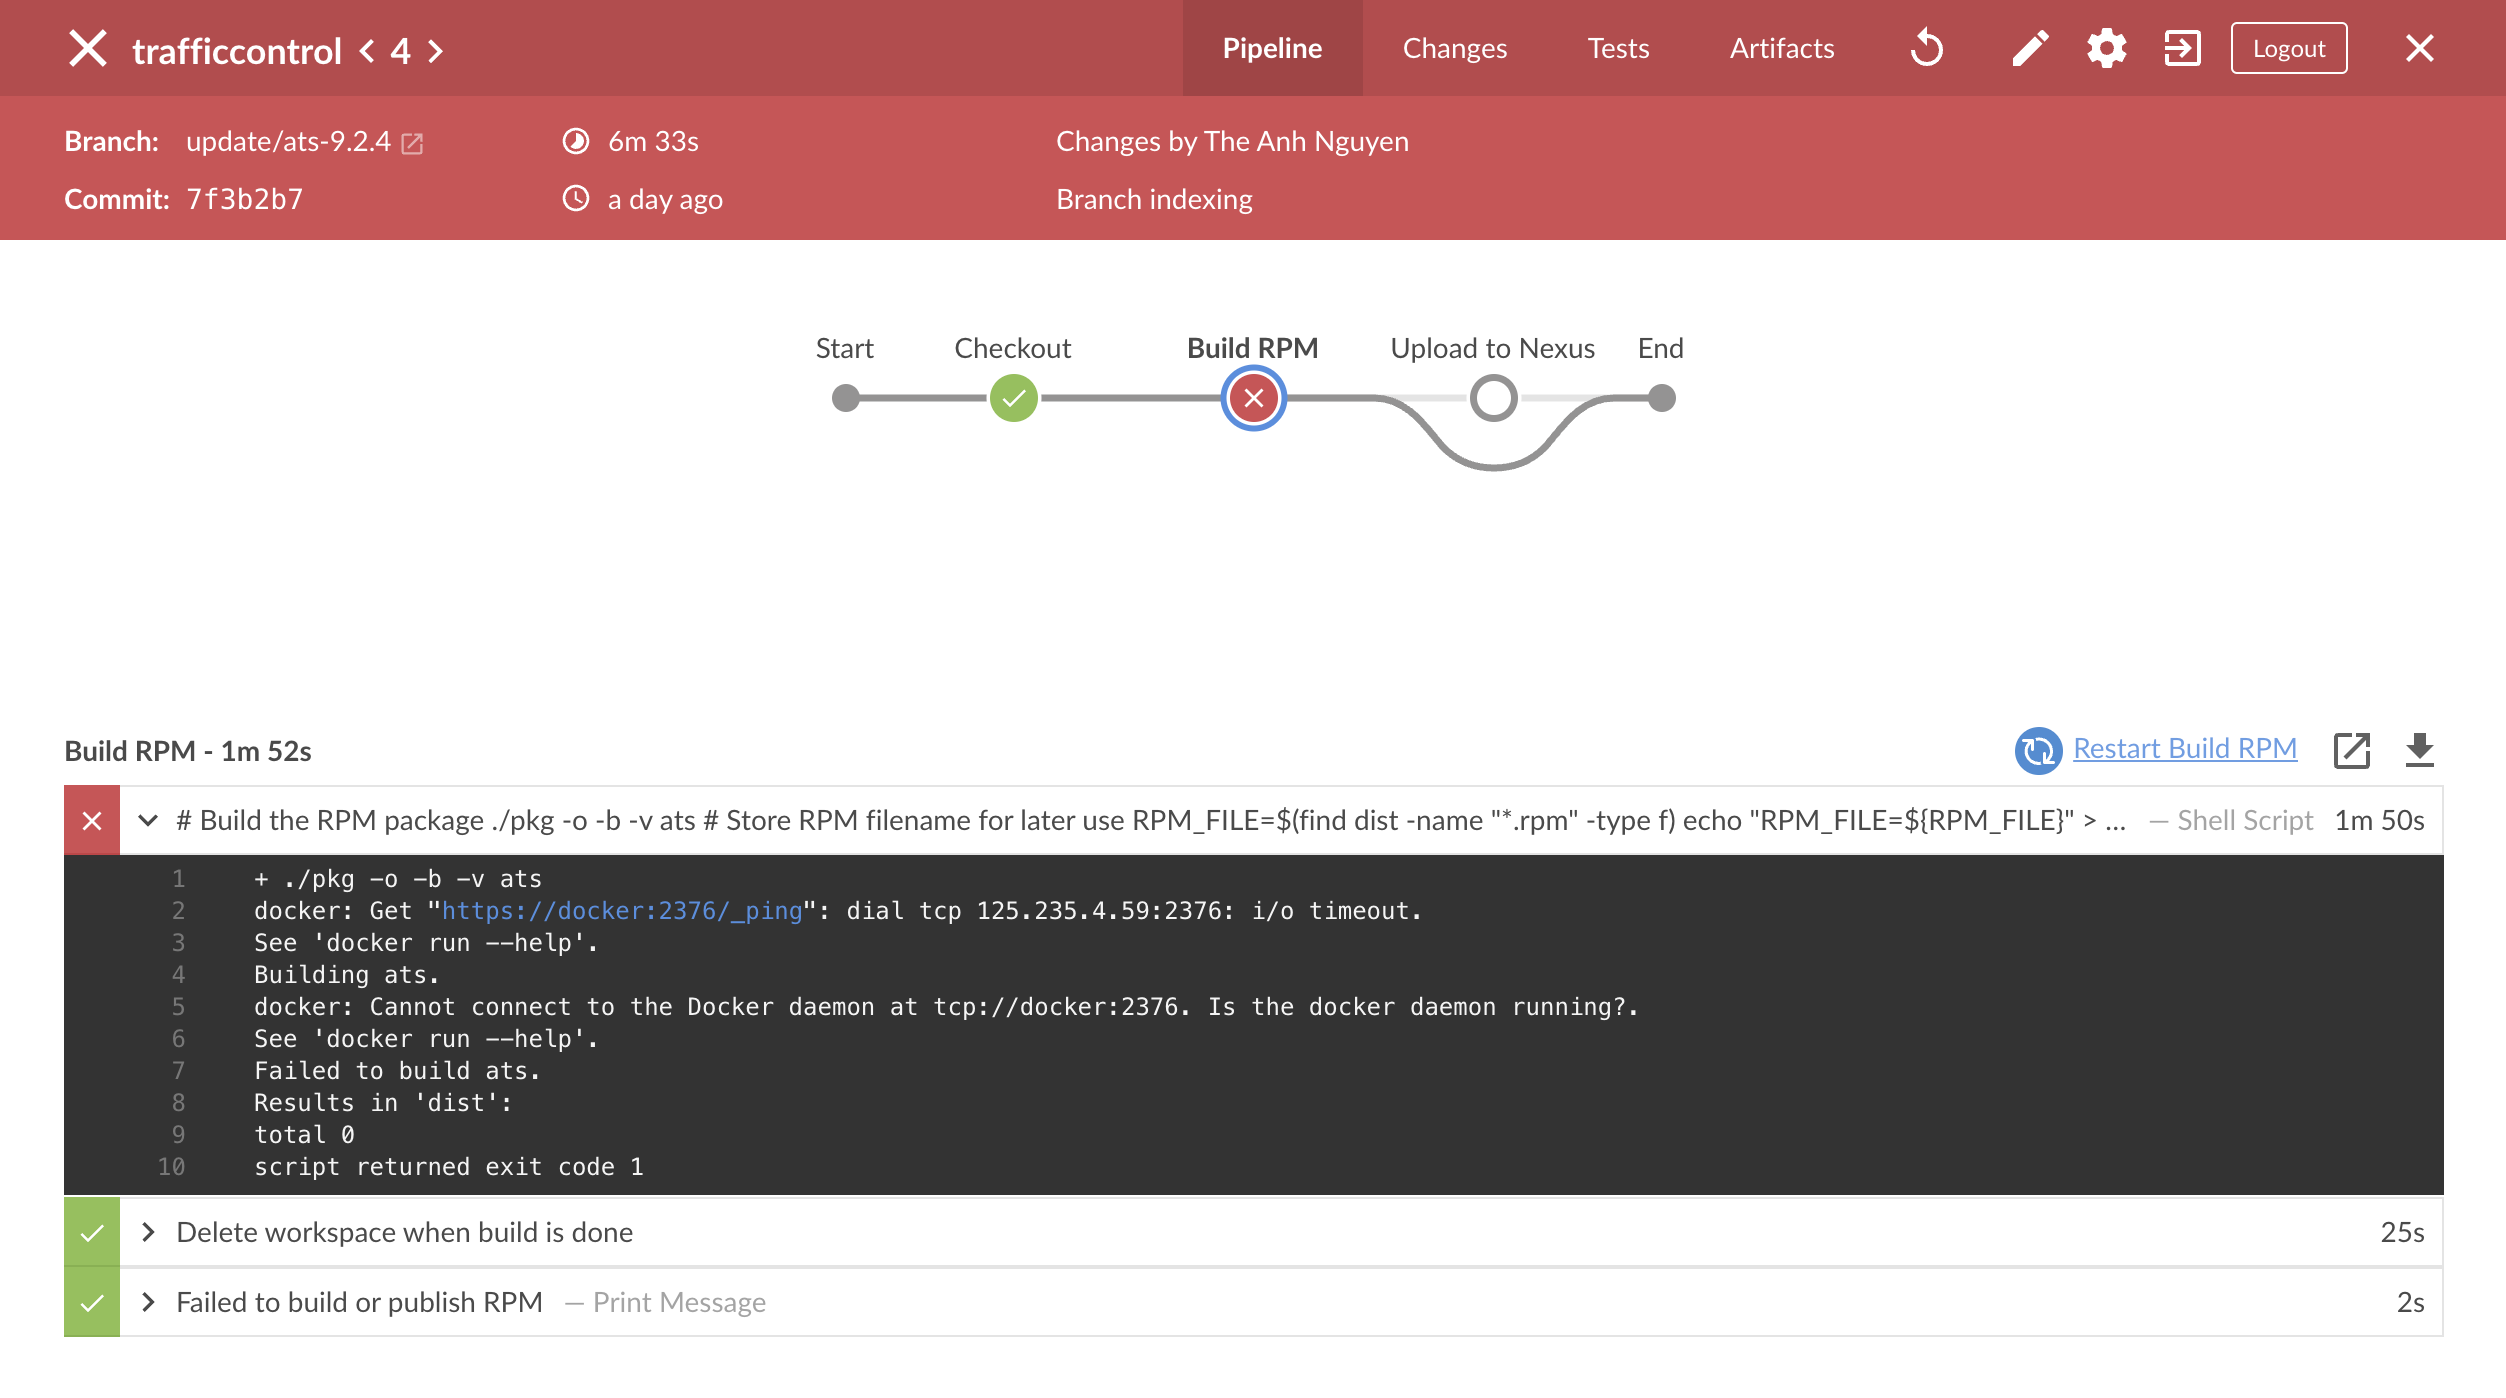 trafficcontrol < 4 >
Pipeline
Changes
Tests
Artifacts
Logout
Branch: update/ats-9.2.4
6m 33s
Changes by The Anh Nguyen
Commit: 7f3b2b7
a day ago
Branch indexing
Start
Checkout
Build RPM
Upload to Nexus
End
Build RPM - 1m 52s
Restart Build RPM
# Build the RPM package ./pkg -o -b -v ats # Store RPM filename for later use RPM_FILE=$(find dist -name "*.rpm" -type f) echo "RPM_FILE=${RPM_FILE}" > ... — Shell Script 1m 50s
1 + ./pkg -o -b -v ats
2 docker: Get "https://docker:2376/_ping": dial tcp 125.235.4.59:2376: i/o timeout.
3 See 'docker run --help'.
4 Building ats.
5 docker: Cannot connect to the Docker daemon at tcp://docker:2376. Is the docker daemon running?.
6 See 'docker run --help'.
7 Failed to build ats.
8 Results in 'dist':
9 total 0
10 script returned exit code 1
Delete workspace when build is done 25s
Failed to build or publish RPM — Print Message 2s